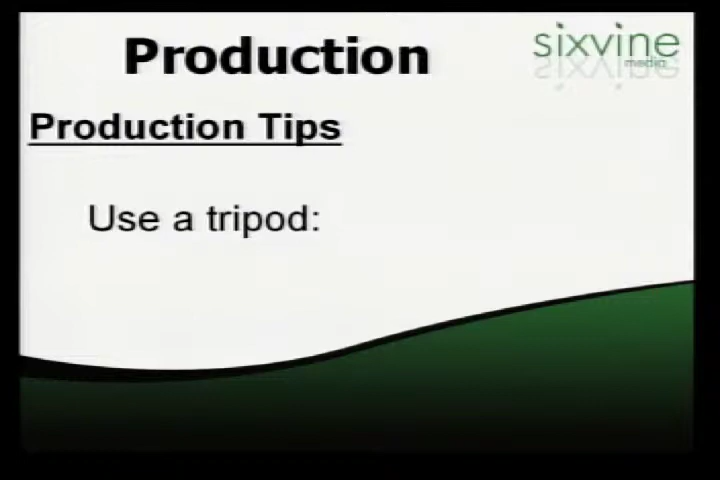 Production
sixvine
media
Production Tips
Use a tripod: